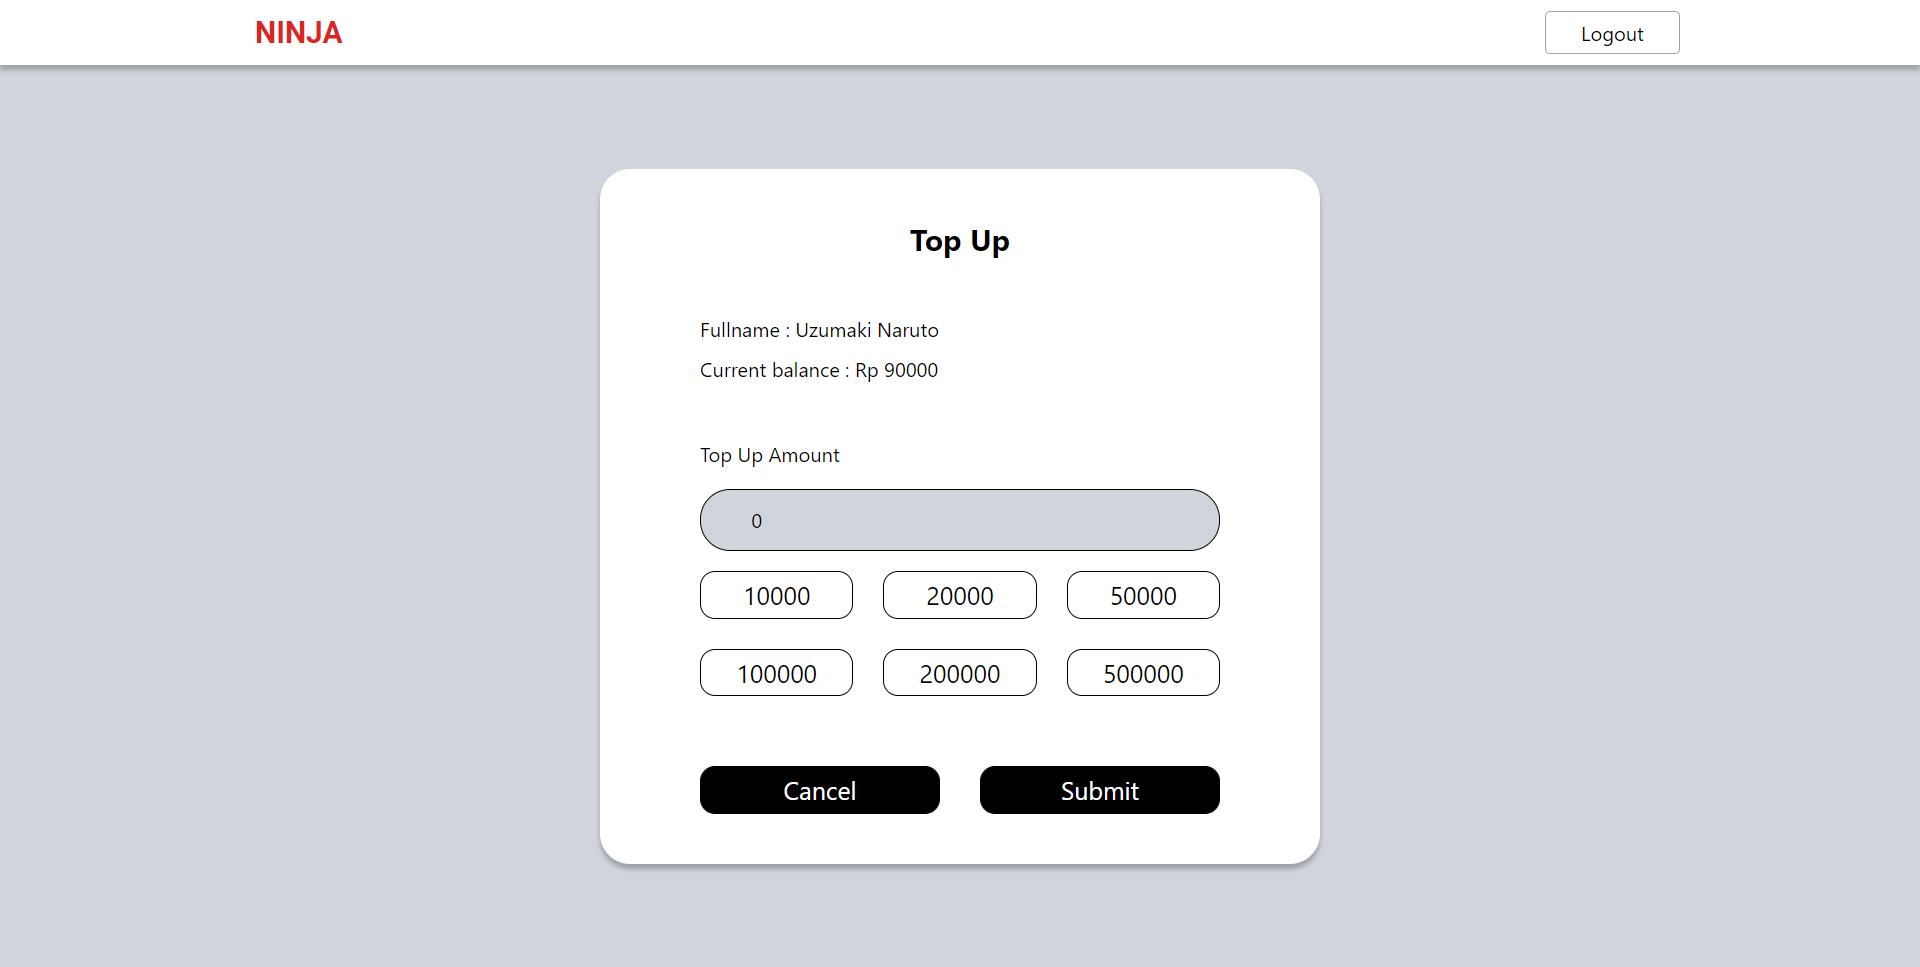 NINJA Logout
Top Up
Fullname : Uzumaki Naruto
Current balance : Rp 90000
Top Up Amount
0
10000 20000 50000
100000 200000 500000
Cancel Submit